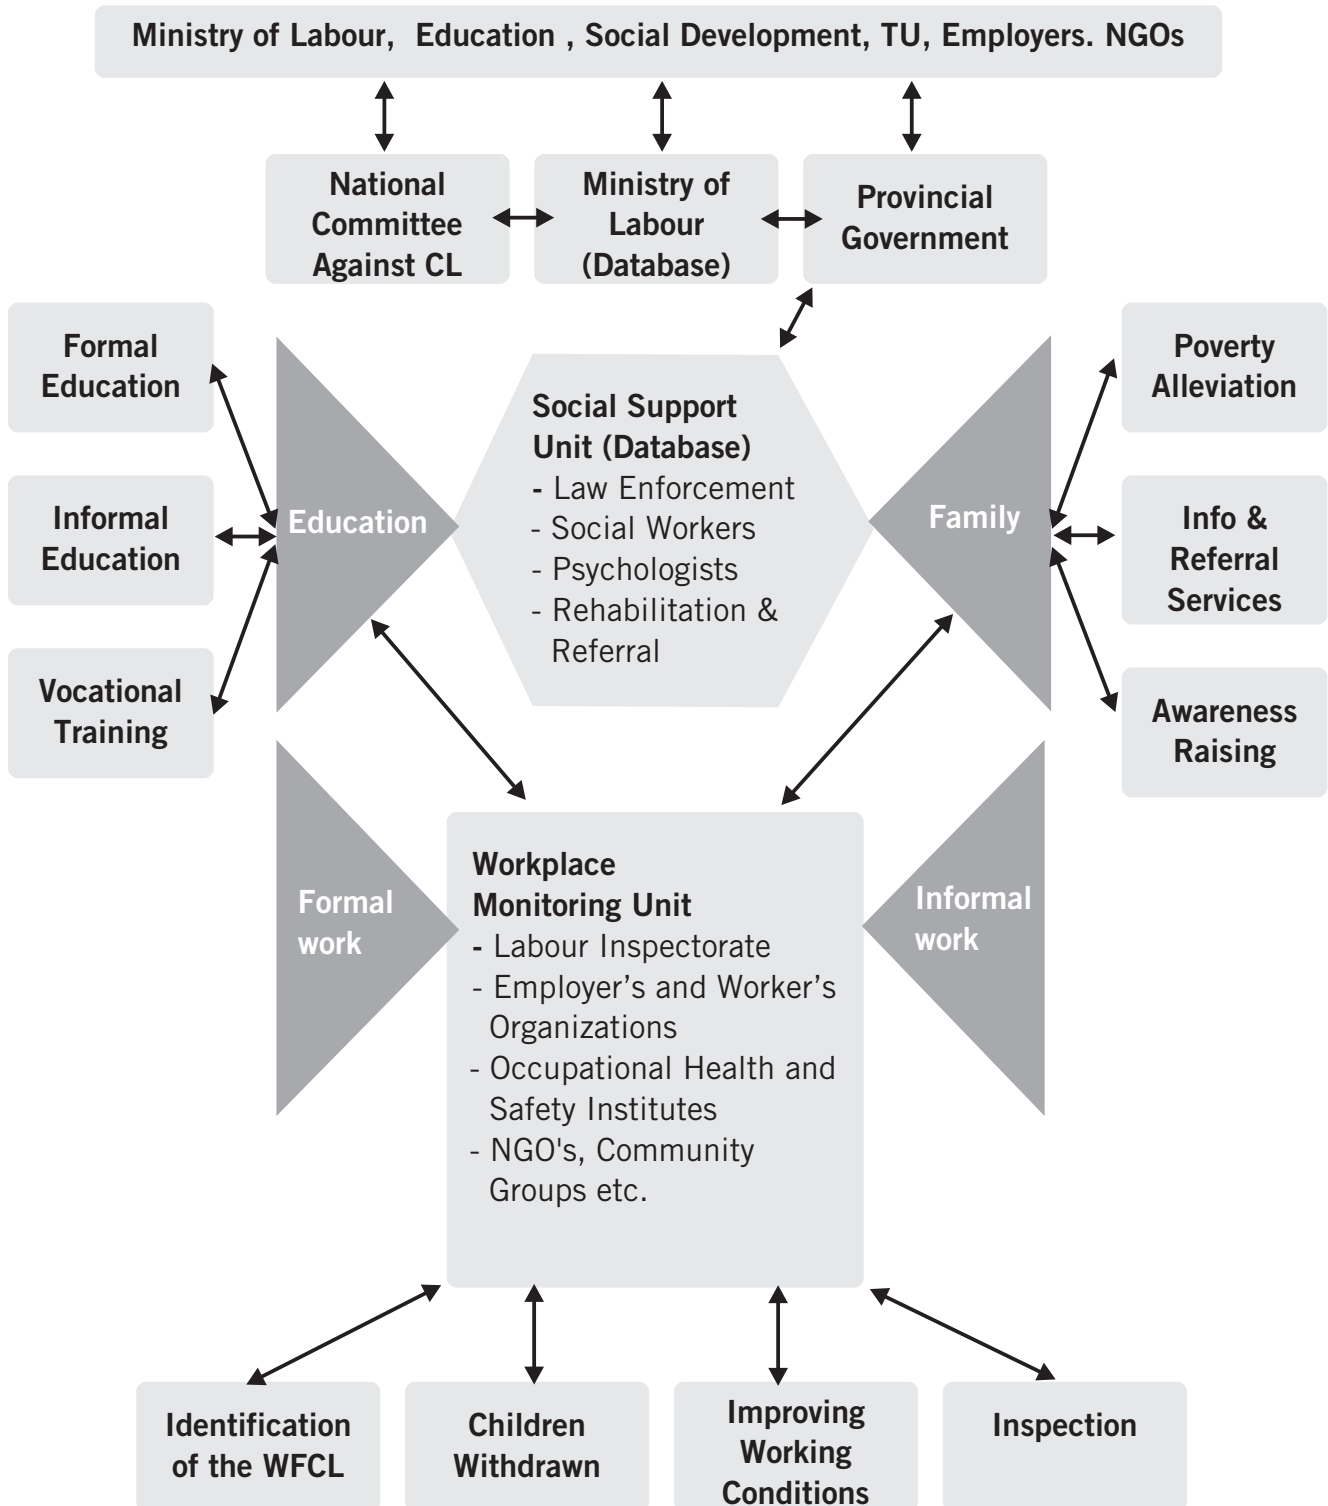 Ministry of Labour, Education , Social Development, TU, Employers. NGOs
National
Committee
Against CL
Ministry of
Labour
(Database)
Provincial
Government
Formal
Education
Informal
Education
Vocational
Training
Education
Social Support
Unit (Database)
- Law Enforcement
- Social Workers
- Psychologists
- Rehabilitation &
Referral
Family
Poverty
Alleviation
Info &
Referral
Services
Awareness
Raising
Formal
work
Workplace
Monitoring Unit
- Labour Inspectorate
- Employer’s and Worker’s
Organizations
- Occupational Health and
Safety Institutes
- NGO's, Community
Groups etc.
Informal
work
Identification
of the WFCL
Children
Withdrawn
Improving
Working
Conditions
Inspection